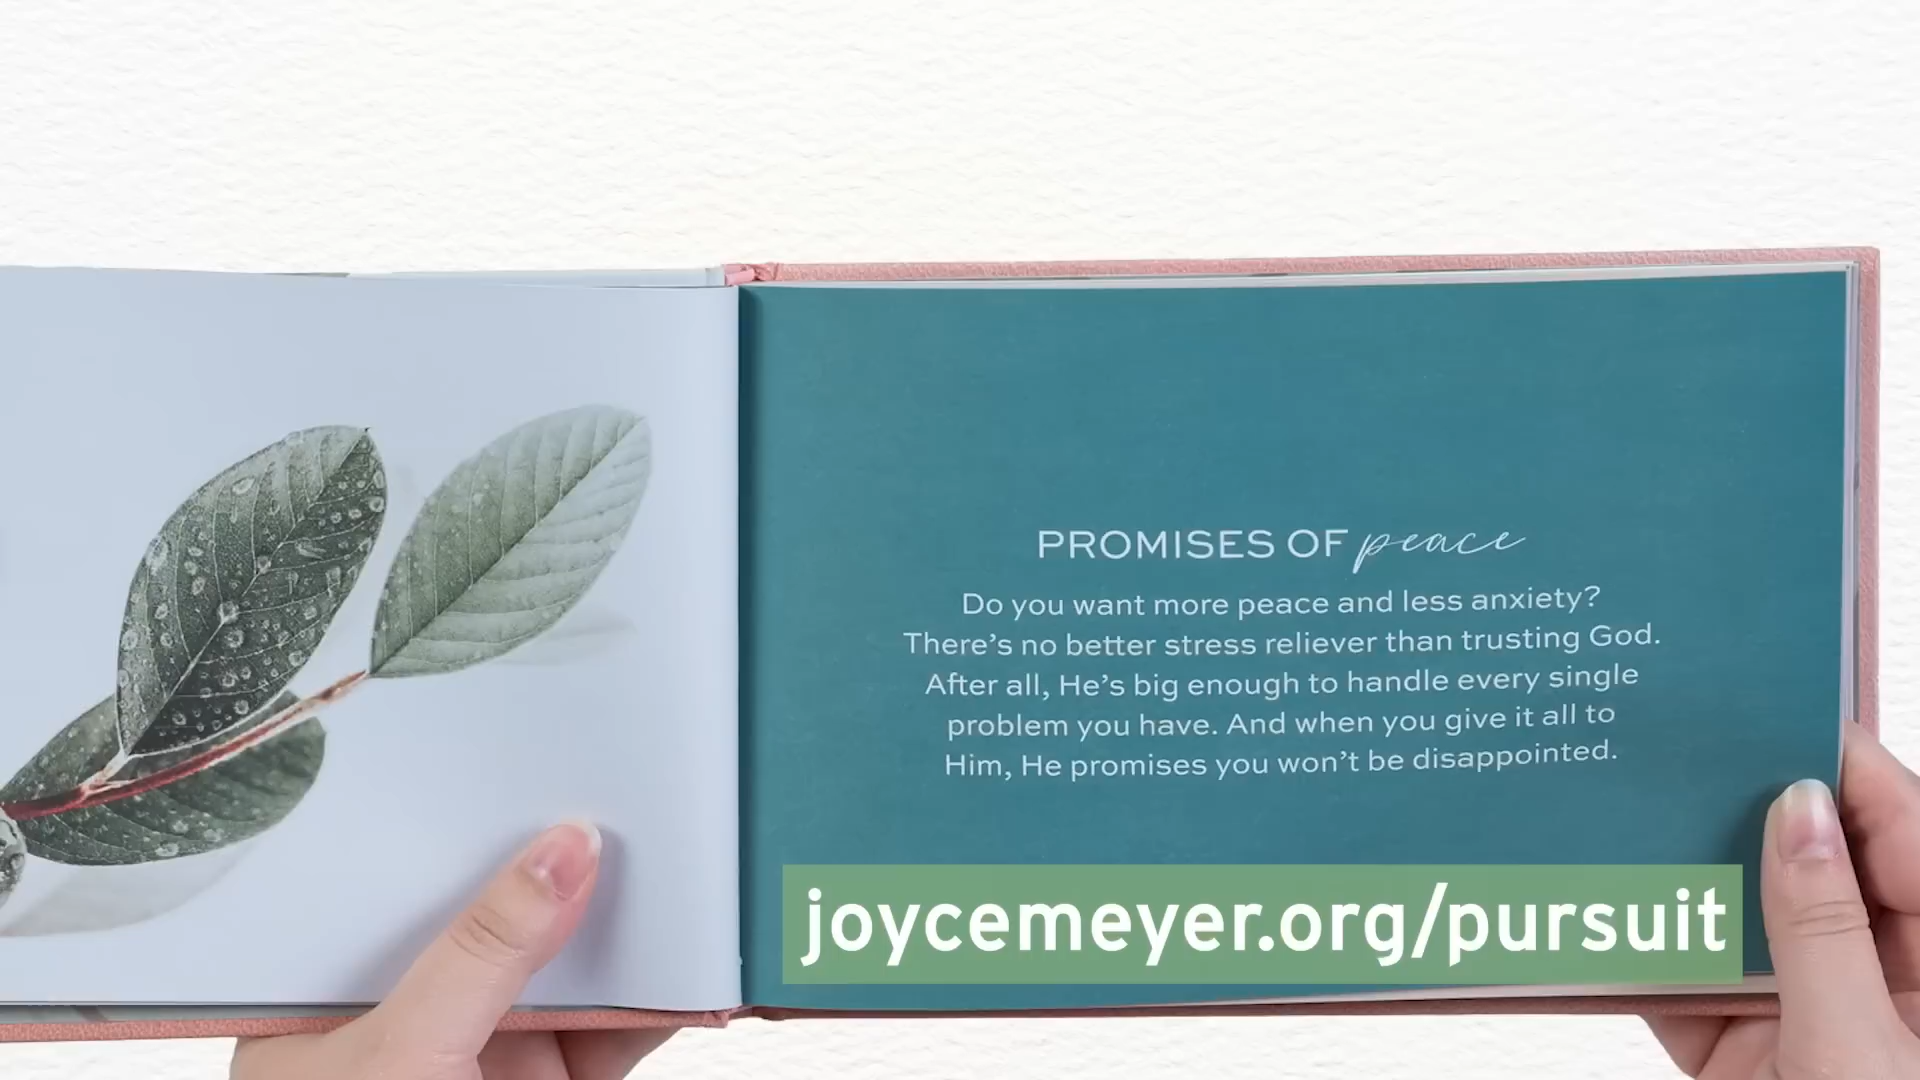 PROMISES OF peace
Do you want more peace and less anxiety?
There's no better stress reliever than trusting God.
After all, He's big enough to handle every single
problem you have. And when you give it all to
Him, He promises you won't be disappointed.
joycemeyer.org/pursuit